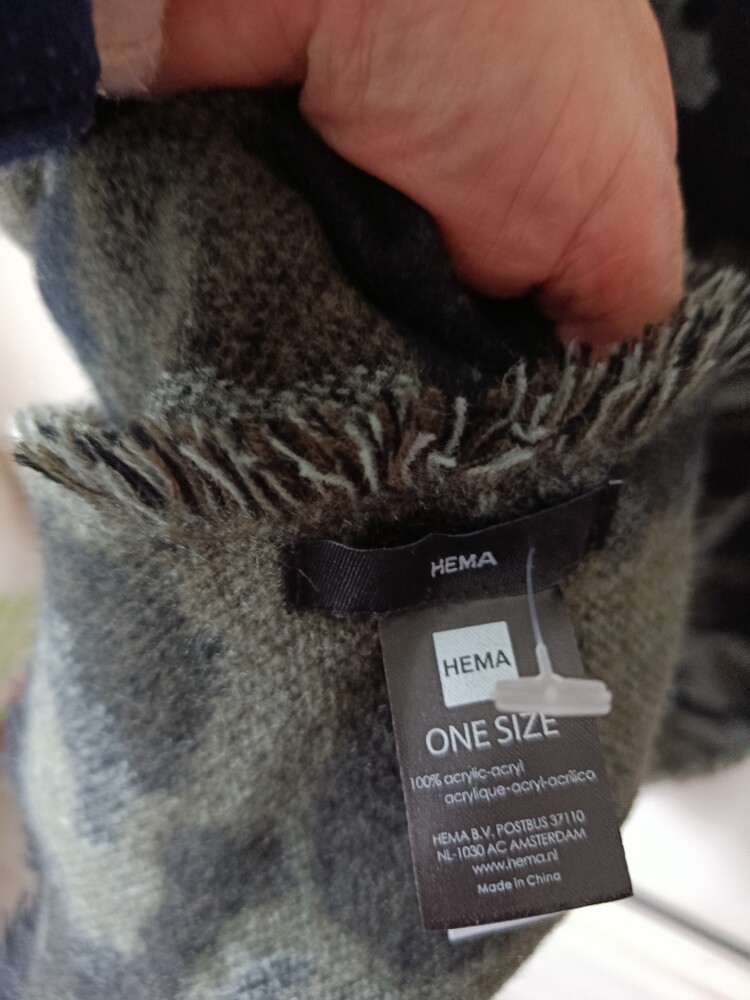 HEMA
HEMA
ONE SIZE
100% acrylic-acryl
acrylique-acryl-acrílico
HEMA B.V. POSTBUS 37110
NL-1030 AC AMSTERDAM
www.hema.nl
Made in China